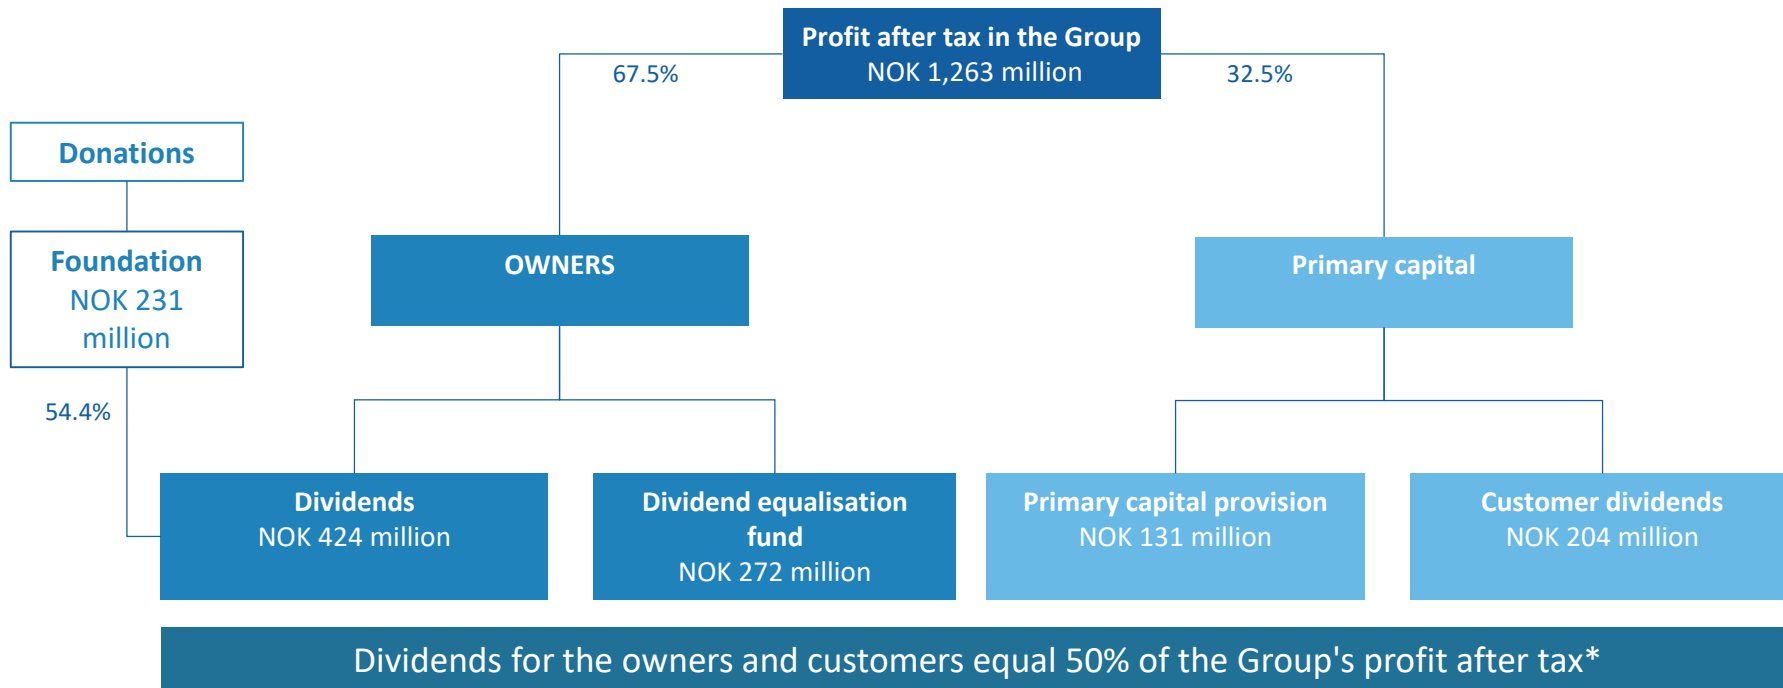 Profit after tax in the Group
NOK 1,263 million
67.5%
32.5%
Donations
Foundation
NOK 231
million
54.4%
OWNERS
Primary capital
Dividends
NOK 424 million
Dividend equalisation
fund
NOK 272 million
Primary capital provision
NOK 131 million
Customer dividends
NOK 204 million
Dividends for the owners and customers equal 50% of the Group's profit after tax*